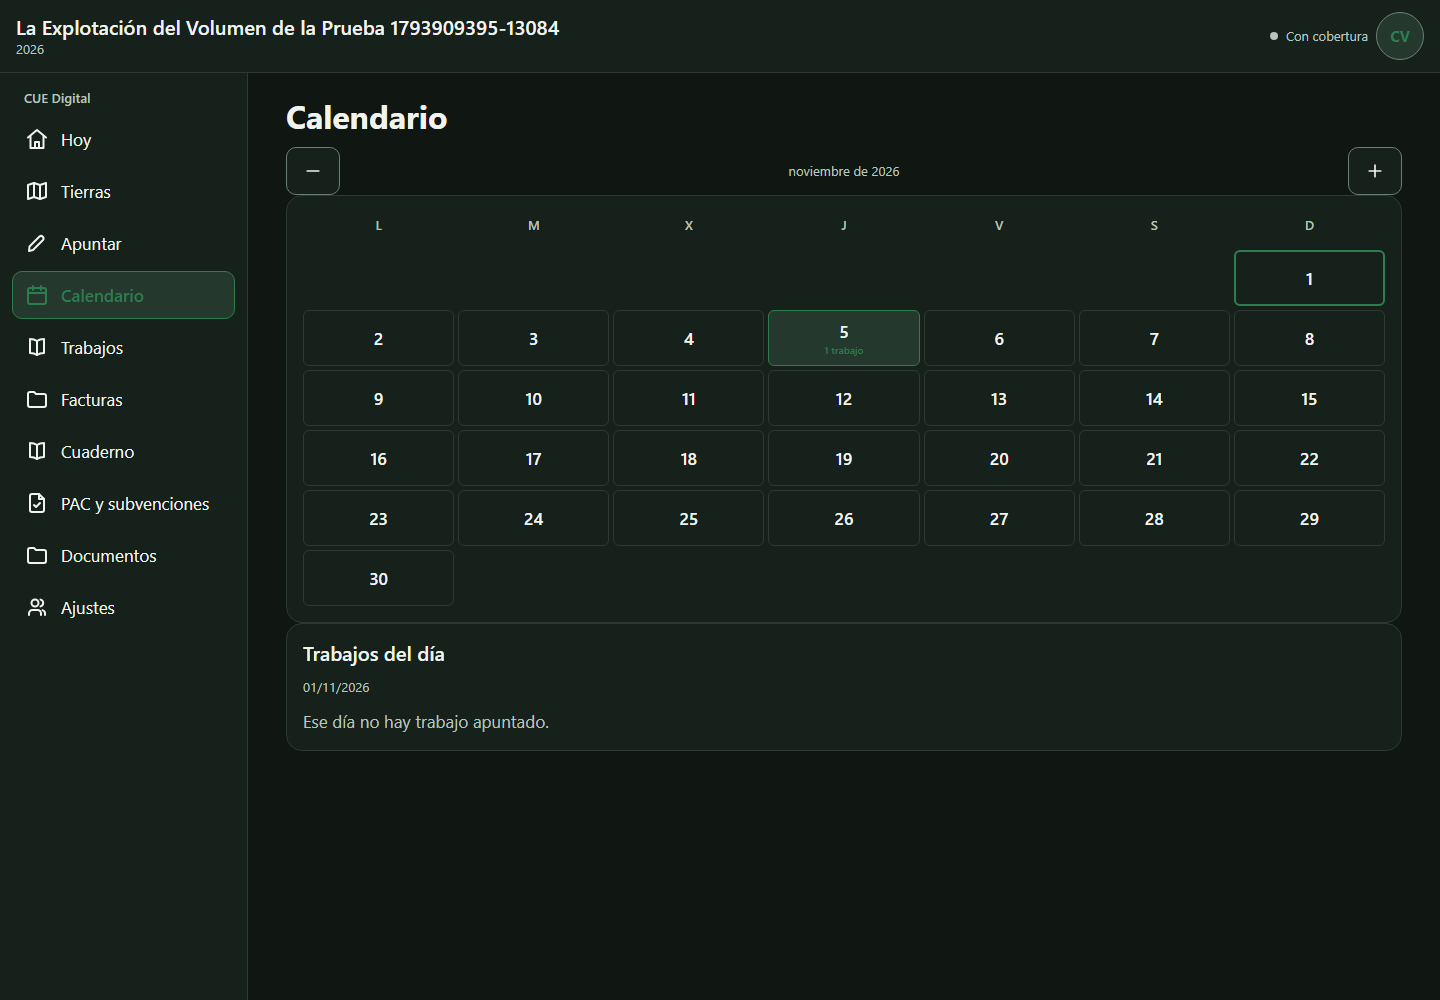 La Explotación del Volumen de la Prueba 1793909395-13084
2026
Con cobertura
CV
CUE Digital
Hoy
Tierras
Apuntar
Calendario
Trabajos
Facturas
Cuaderno
PAC y subvenciones
Documentos
Ajustes
Calendario
noviembre de 2026
L M X J V S D
1
2 3 4 5 6 7 8
1 trabajo
9 10 11 12 13 14 15
16 17 18 19 20 21 22
23 24 25 26 27 28 29
30
Trabajos del día
01/11/2026
Ese día no hay trabajo apuntado.